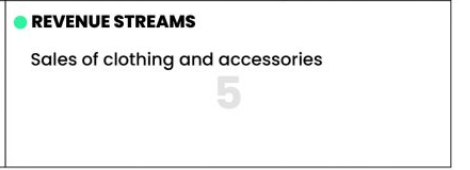 REVENUE STREAMS
Sales of clothing and accessories
5